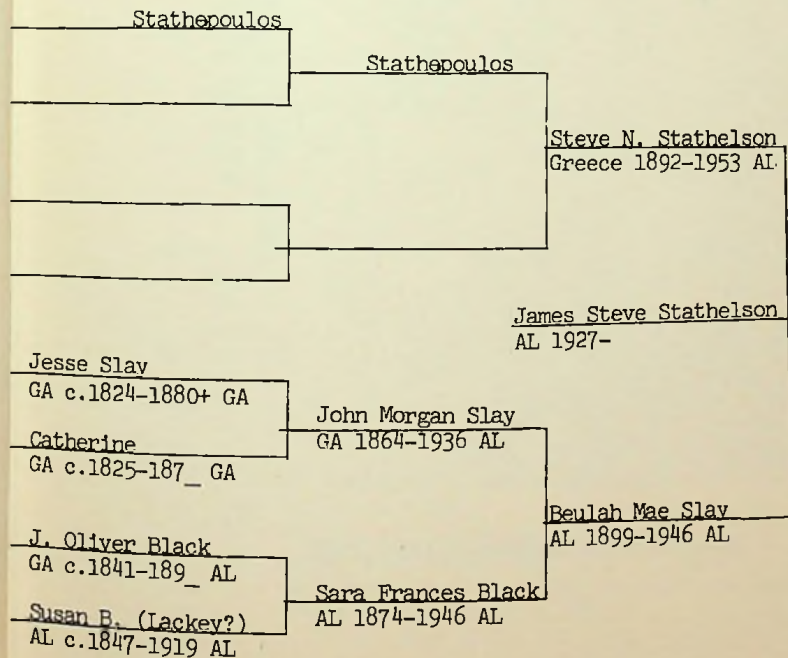 Stathepoulos
Stathepoulos
Steve N. Stathelson
Greece 1892-1953 AL
James Steve Stathelson
AL 1927-
Jesse Slay
GA c.1824-1880+ GA
John Morgan Slay
GA 1864-1936 AL
Catherine
GA c.1825-187_ GA
Beulah Mae Slay
AL 1899-1946 AL
J. Oliver Black
GA c.1841-189_ AL
Sara Frances Black
AL 1874-1946 AL
Susan B. (Lackey?)
AL c.1847-1919 AL